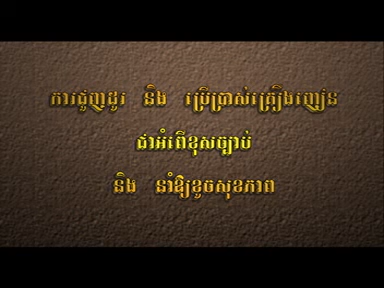 ការជួញដូរ និង ប្រើប្រាស់គ្រឿងញៀន
ជាអំពើខុសច្បាប់
និង នាំឱ្យខូចសុខភាព